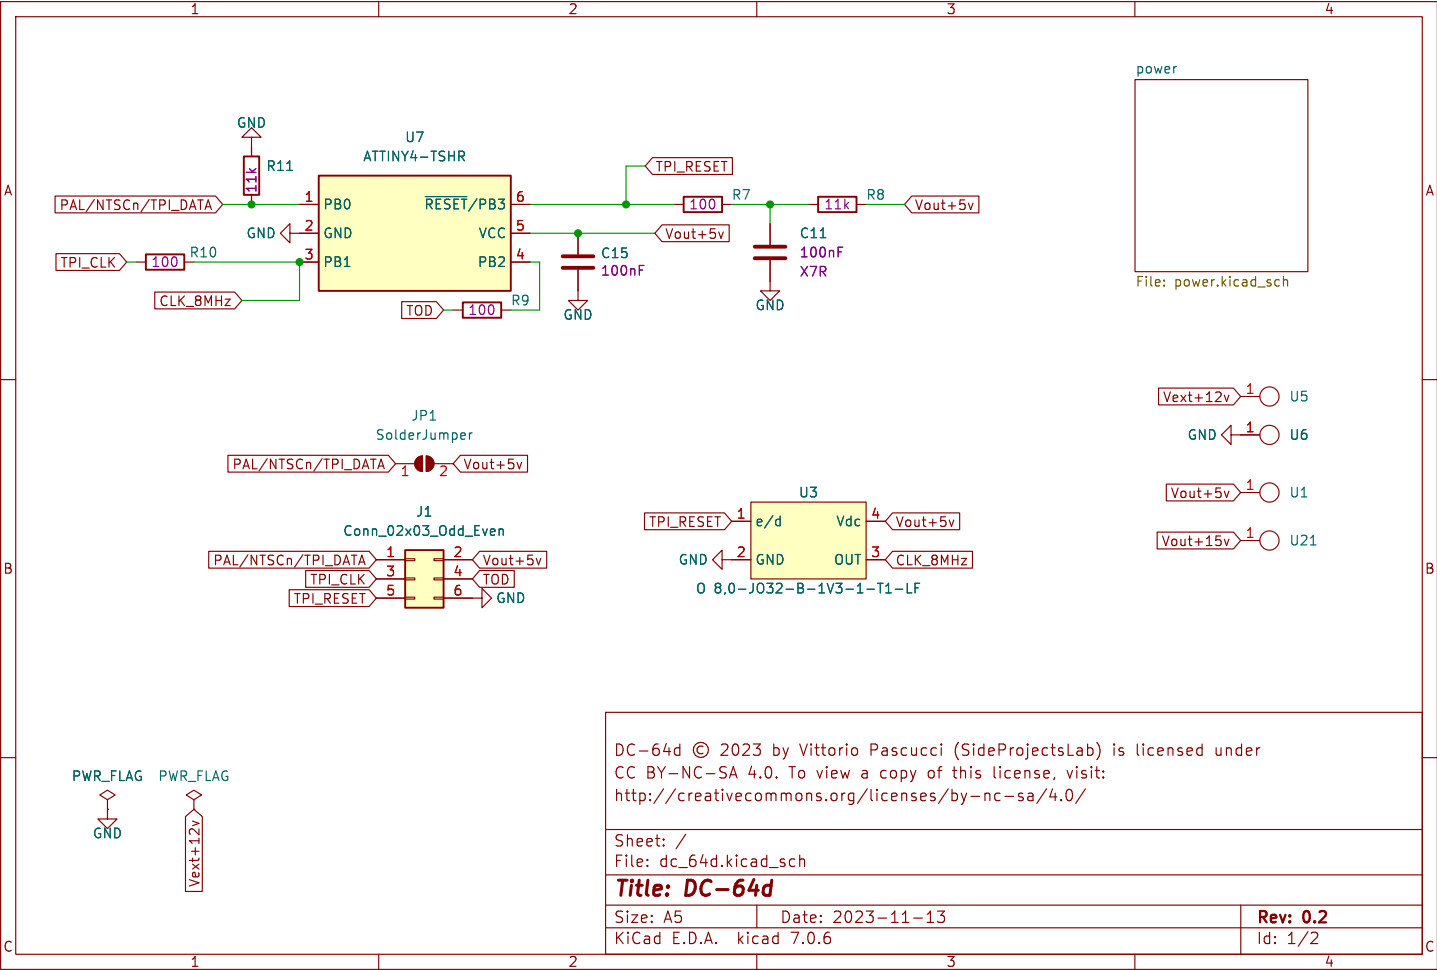 1 2 3 4
power
GND
U7
ATTINY4-TSHR
R11
11k
TPI_RESET
A A
PAL/NTSCn/TPI_DATA 1 PB0 RESET/PB3 6 100 R7 11k R8 Vout+5v
GND 2 GND VCC 5 Vout+5v C11
TPI_CLK 100 R10 3 PB1 PB2 4 C15 100nF
100nF X7R
File: power.kicad_sch
CLK_8MHz TOD 100 R9
GND GND
Vext+12v 1 U5
JP1
SolderJumper
GND 1 U6
PAL/NTSCn/TPI_DATA 1 2 Vout+5v
Vout+5v 1 U1
U3
J1
Conn_02x03_Odd_Even
TPI_RESET 1 e/d Vdc 4 Vout+5v
Vout+15v 1 U21
PAL/NTSCn/TPI_DATA 1 2 Vout+5v
GND 2 GND OUT 3 CLK_8MHz
B B
TPI_CLK 3 4 TOD
O 8,0-JO32-B-1V3-1-T1-LF
TPI_RESET 5 6 GND
DC-64d © 2023 by Vittorio Pascucci (SideProjectsLab) is licensed under
CC BY-NC-SA 4.0. To view a copy of this license, visit:
http://creativecommons.org/licenses/by-nc-sa/4.0/
PWR_FLAG PWR_FLAG
GND
Vext+12v
Sheet: /
File: dc_64d.kicad_sch
Title: DC-64d
Size: A5 Date: 2023-11-13 Rev: 0.2
KiCad E.D.A. kicad 7.0.6 Id: 1/2
C C
1 2 3 4